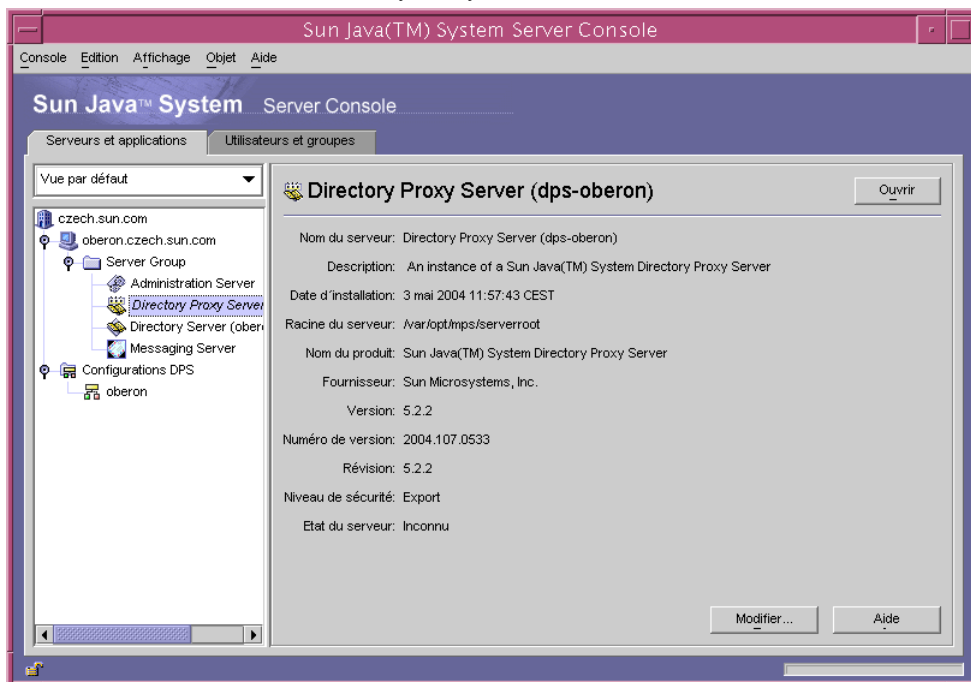 Sun Java(TM) System Server Console
Console Edition Affichage Objet Aide
Sun Java™ System Server Console
Serveurs et applications Utilisateurs et groupes
Vue par défaut
Directory Proxy Server (dps-oberon)
Ouvrir
czech.sun.com
oberon.czech.sun.com
Server Group
Administration Server
Directory Proxy Server
Directory Server (ober
Messaging Server
Configurations DPS
oberon
Nom du serveur: Directory Proxy Server (dps-oberon)
Description: An instance of a Sun Java(TM) System Directory Proxy Server
Date d'installation: 3 mai 2004 11:57:43 CEST
Racine du serveur: /var/opt/mps/serverroot
Nom du produit: Sun Java(TM) System Directory Proxy Server
Fournisseur: Sun Microsystems, Inc.
Version: 5.2.2
Numéro de version: 2004.107.0533
Révision: 5.2.2
Niveau de sécurité: Export
Etat du serveur: Inconnu
Modifier... Aide